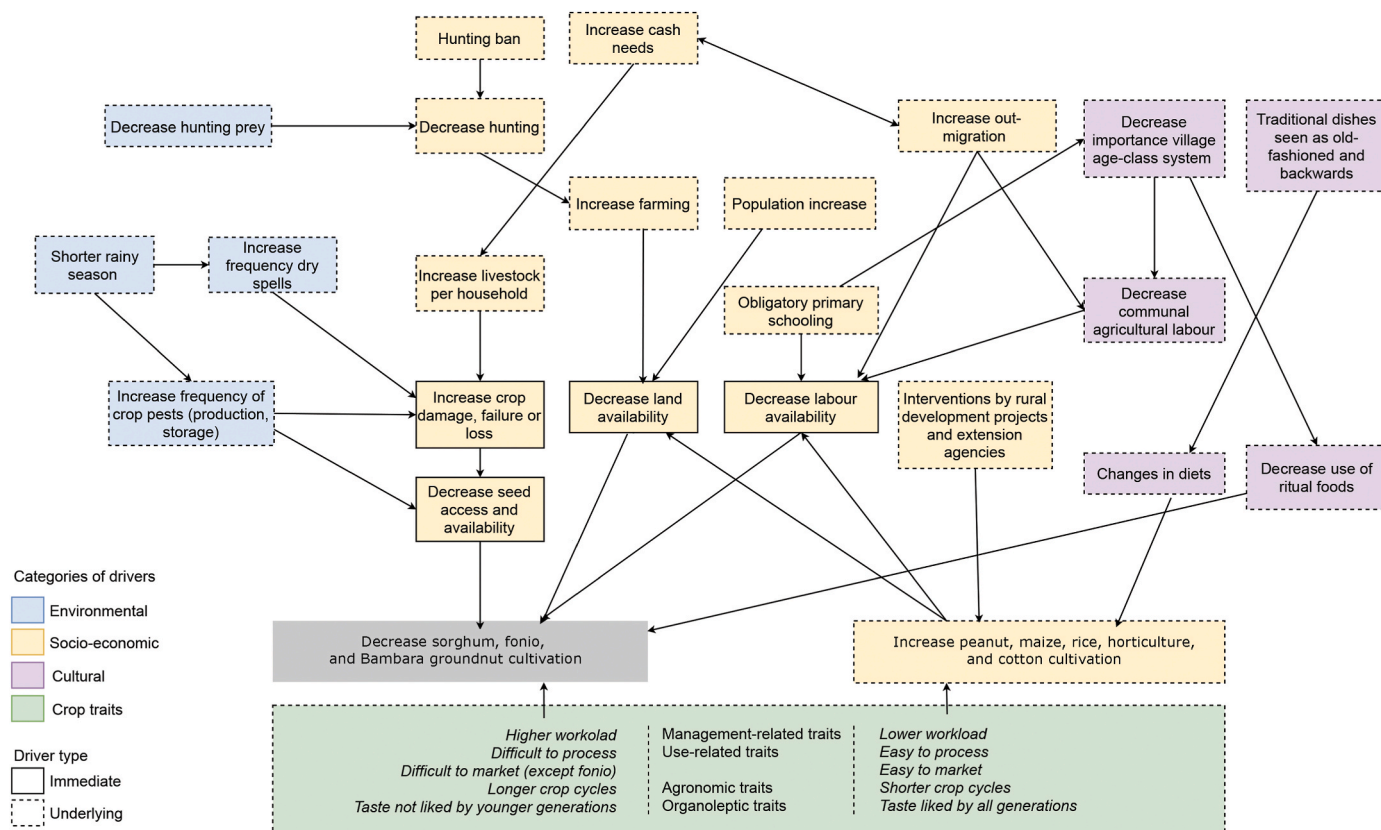 Hunting ban
Increase cash
needs
Decrease hunting prey
Decrease hunting
Increase out-
migration
Decrease
importance village
age-class system
Traditional dishes
seen as old-
fashioned and
backwards
Increase farming
Population increase
Shorter rainy
season
Increase
frequency dry
spells
Increase livestock
per household
Obligatory primary
schooling
Decrease
communal
agricultural labour
Increase frequency of
crop pests (production,
storage)
Increase crop
damage, failure or
loss
Decrease land
availability
Decrease labour
availability
Interventions by rural
development projects
and extension
agencies
Changes in diets
Decrease use of
ritual foods
Decrease seed
access and
availability
Categories of drivers
Environmental
Socio-economic
Cultural
Crop traits
Driver type
Immediate
Underlying
Decrease sorghum, fonio,
and Bambara groundnut cultivation
Increase peanut, maize, rice, horticulture,
and cotton cultivation
Higher workolad
Difficult to process
Difficult to market (except fonio)
Longer crop cycles
Taste not liked by younger generations
Management-related traits
Use-related traits
Agronomic traits
Organoleptic traits
Lower workload
Easy to process
Easy to market
Shorter crop cycles
Taste liked by all generations